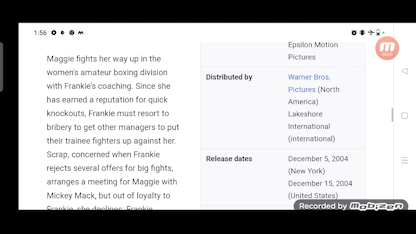 1:56
Maggie fights her way up in the
women's amateur boxing division
with Frankie's coaching. Since she
has earned a reputation for quick
knockouts, Frankie must resort to
bribery to get other managers to put
their trainee fighters up against her.
Scrap, concerned when Frankie
rejects several offers for big fights,
arranges a meeting for Maggie with
Mickey Mack, but out of loyalty to
Frankie, she declines. Frankie
Epsilon Motion
Pictures
Distributed by
Warner Bros.
Pictures (North
America)
Lakeshore
International
(international)
Release dates
December 5, 2004
(New York)
December 15, 2004
(United States)
Recorded by Mobizen